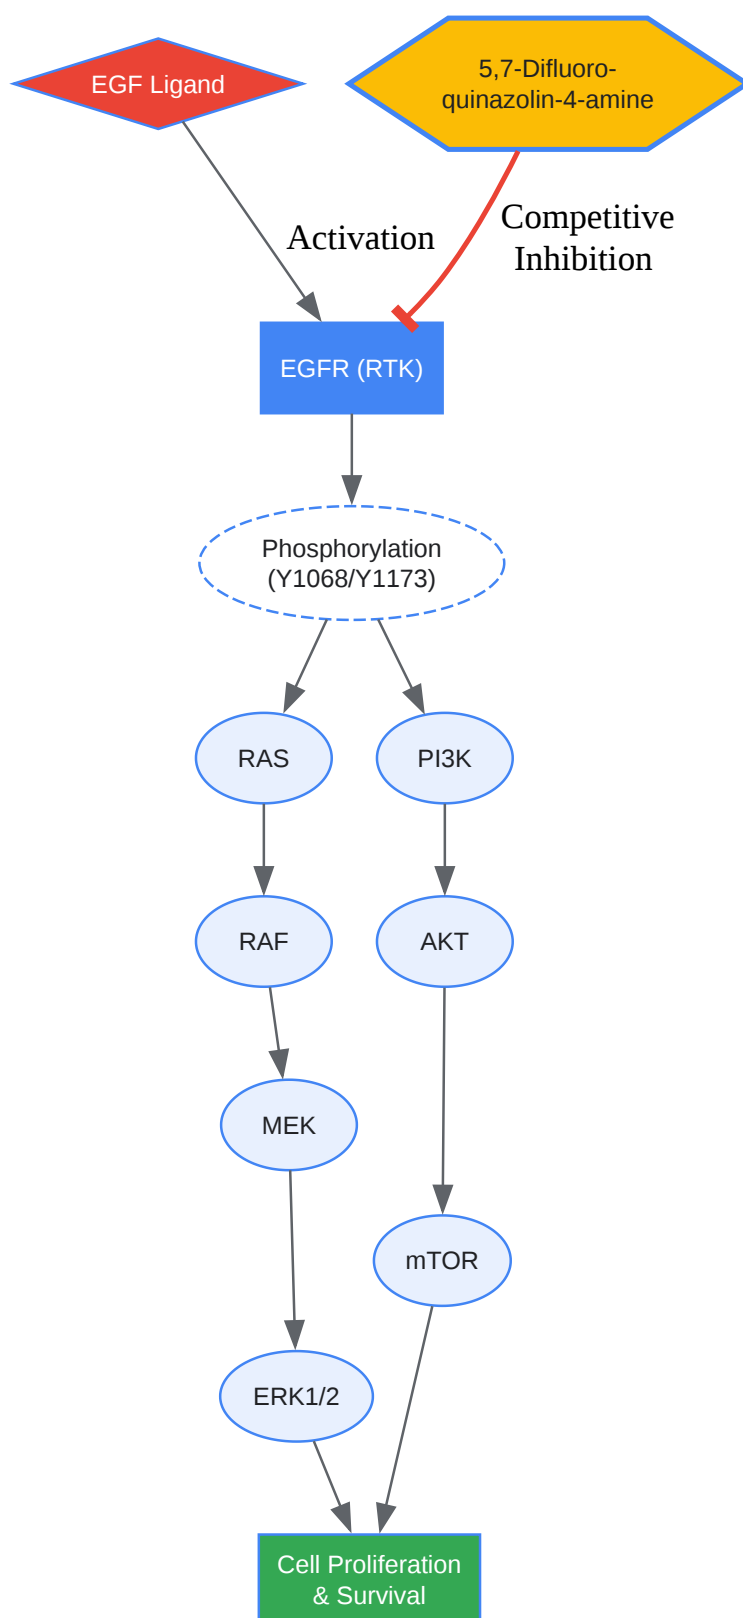 EGF Ligand
5,7-Difluoro-
quinazolin-4-amine
Activation
Competitive
Inhibition
EGFR (RTK)
Phosphorylation
(Y1068/Y1173)
RAS
PI3K
RAF
AKT
MEK
mTOR
ERK1/2
Cell Proliferation
& Survival